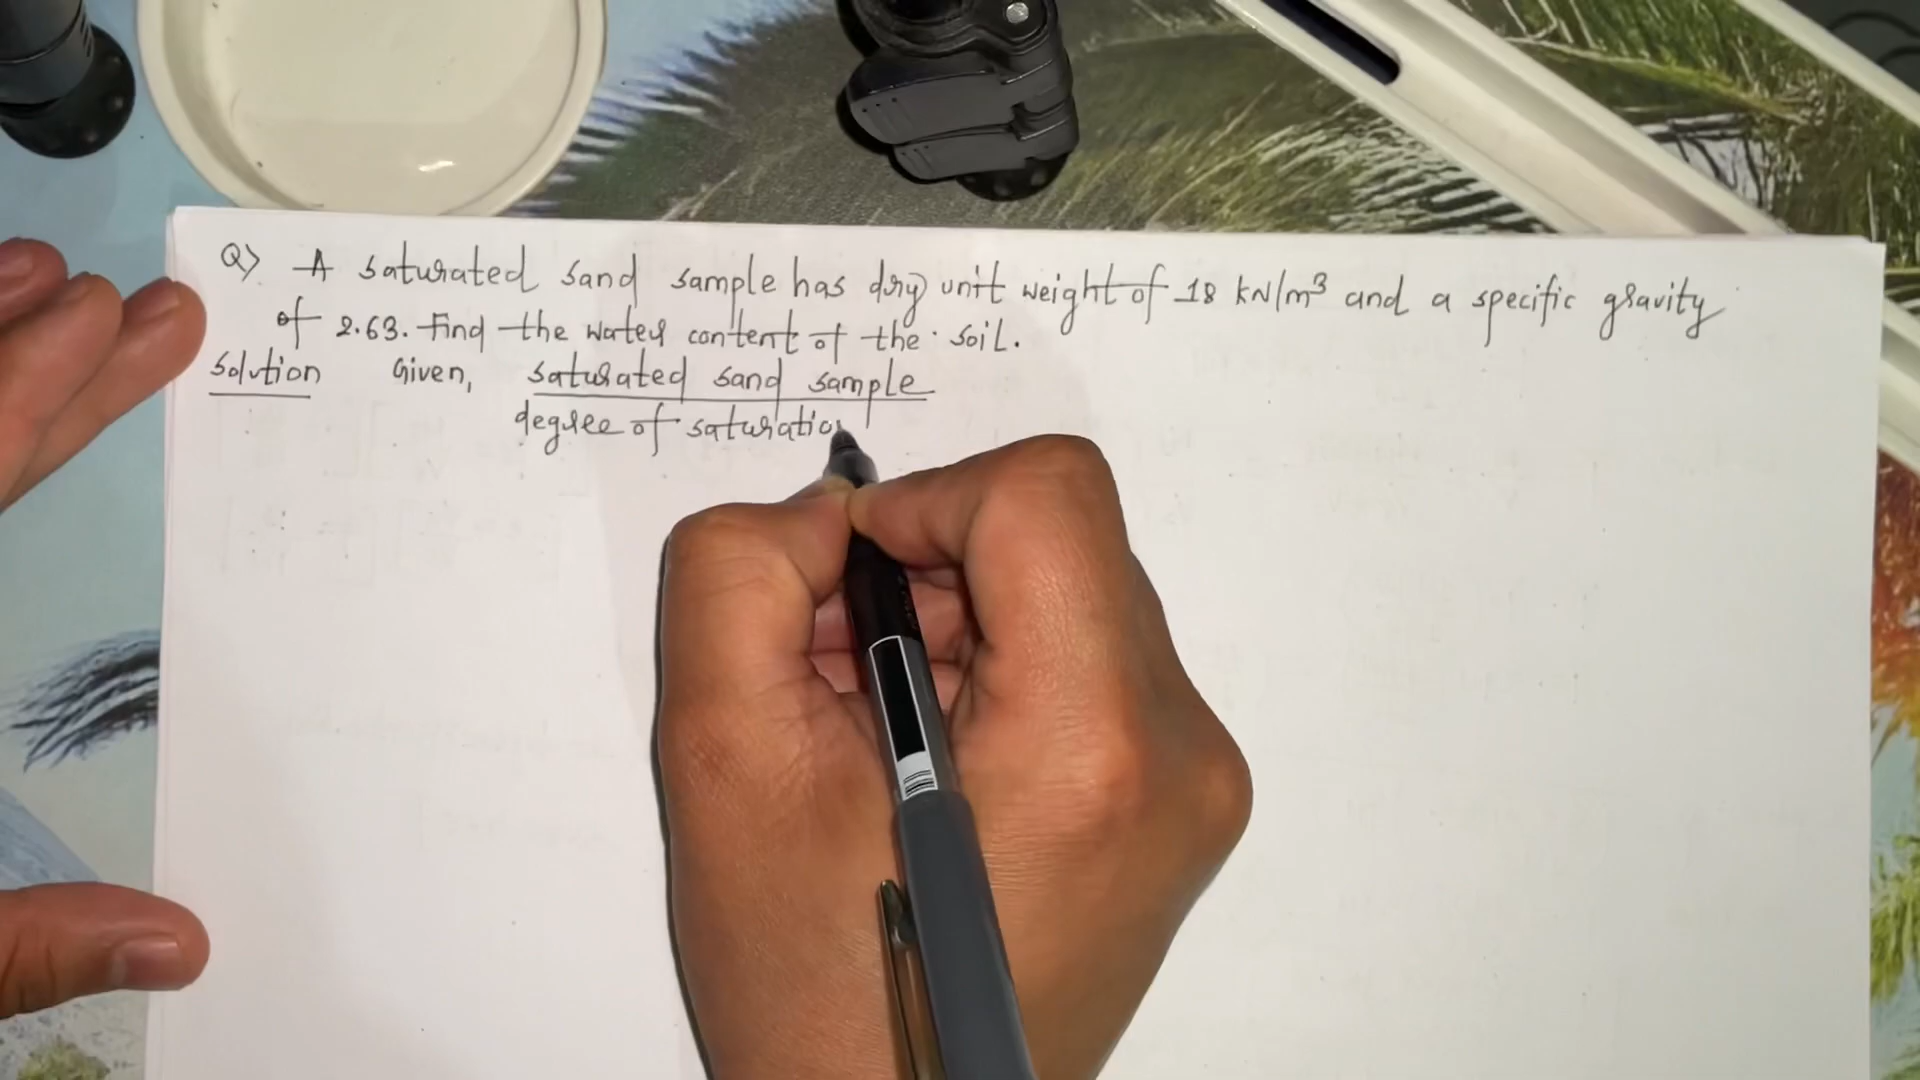 Q> A saturated sand sample has dry unit weight of 18 kN/m³ and a specific gravity
of 2.63. Find the water content of the soil.
Solution Given, saturated sand sample
degree of saturation